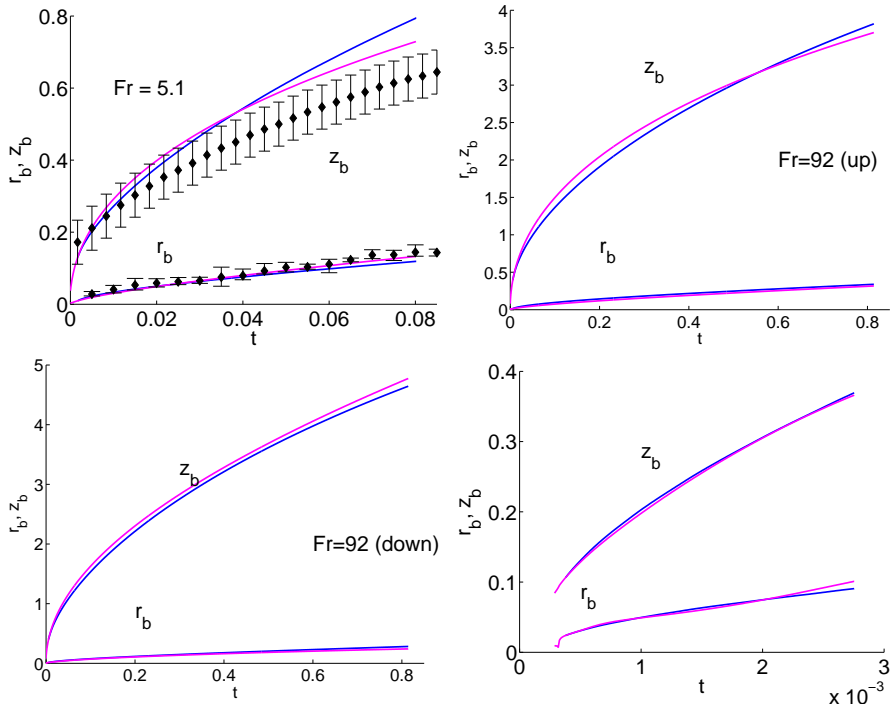 0.8
0.6
0.4
0.2
0
0
0.02
0.04
0.06
0.08
r_b, z_b
t
Fr = 5.1
z_b
r_b
4
3.5
3
2.5
2
1.5
1
0.5
0
0
0.2
0.4
0.6
0.8
r_b, z_b
t
z_b
Fr=92 (up)
r_b
5
4
3
2
1
0
0
0.2
0.4
0.6
0.8
r_b, z_b
t
z_b
Fr=92 (down)
r_b
0.4
0.3
0.2
0.1
0
0
1
2
3
x 10^-3
r_b, z_b
t
z_b
r_b